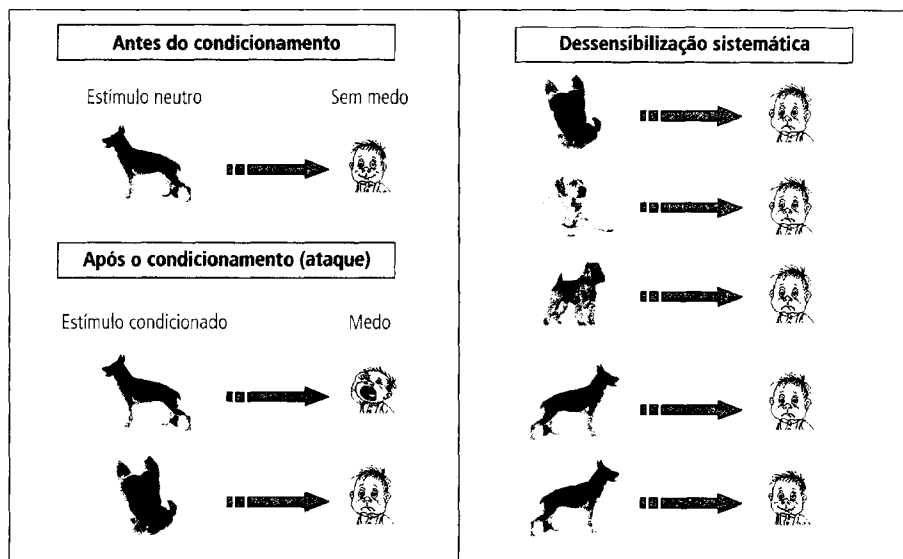 Antes do condicionamento
Estímulo neutro Sem medo
Após o condicionamento (ataque)
Estímulo condicionado Medo
Dessensibilização sistemática